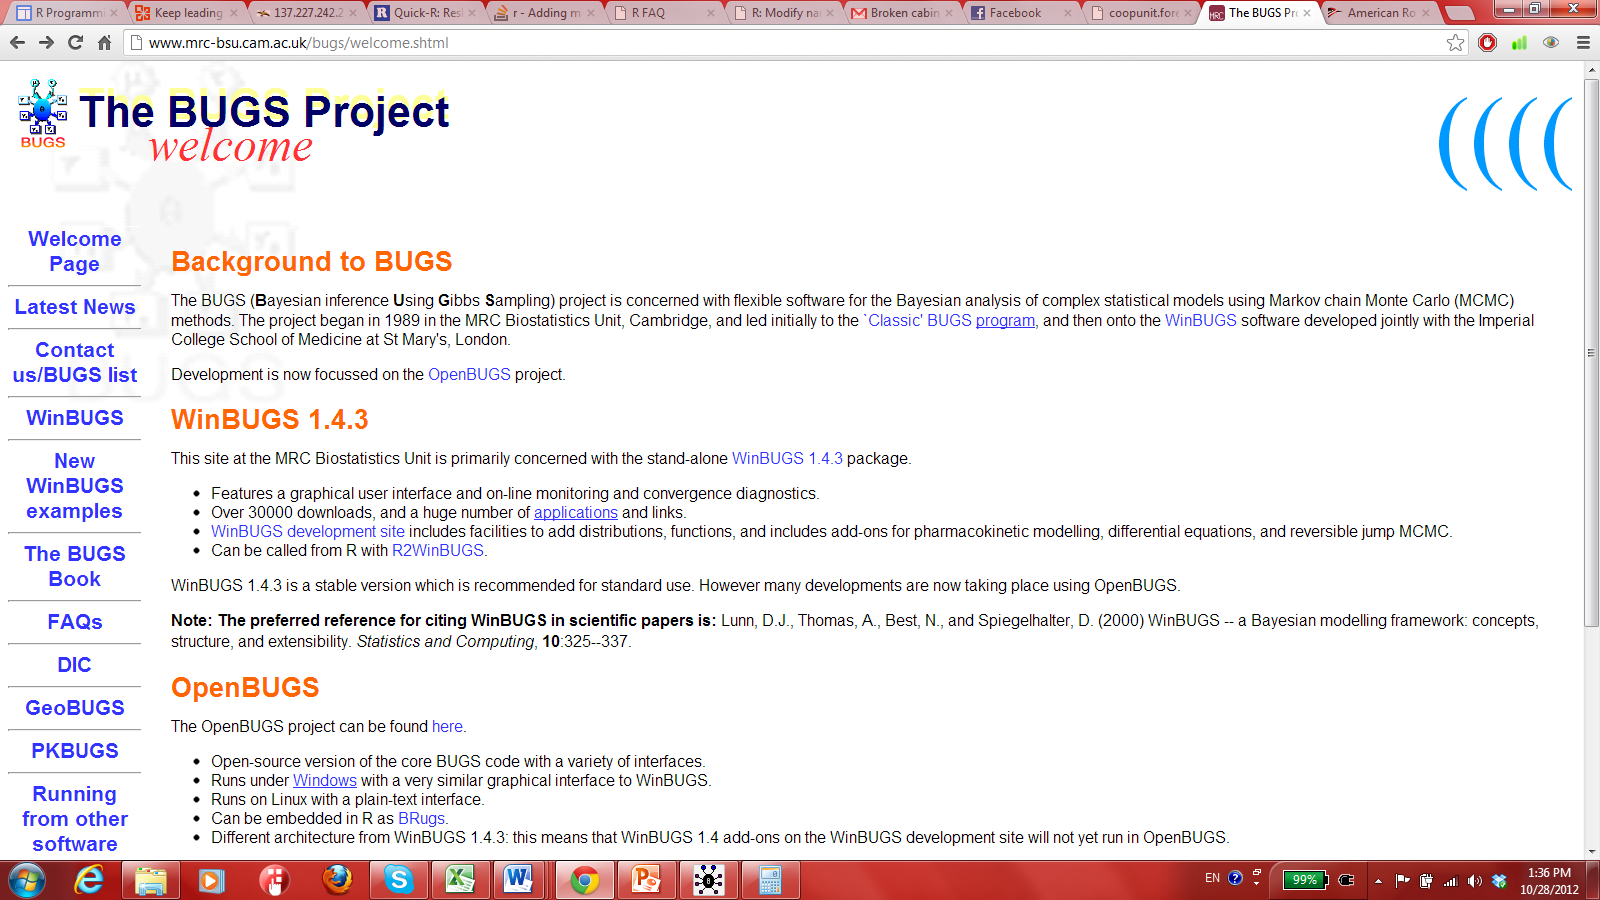 R Programmi
Keep leading
137.227.242.2
Quick-R: Resi
r - Adding m
R FAQ
R: Modify nam
Broken cabin
Facebook
coopunit.fore
The BUGS Pro
American Ro
www.mrc-bsu.cam.ac.uk/bugs/welcome.shtml
BUGS
The BUGS Project
welcome
((((
Welcome
Page
Latest News
Contact
us/BUGS list
WinBUGS
New
WinBUGS
examples
The BUGS
Book
FAQs
DIC
GeoBUGS
PKBUGS
Running
from other
software
Background to BUGS
The BUGS (Bayesian inference Using Gibbs Sampling) project is concerned with flexible software for the Bayesian analysis of complex statistical models using Markov chain Monte Carlo (MCMC)
methods. The project began in 1989 in the MRC Biostatistics Unit, Cambridge, and led initially to the `Classic' BUGS program, and then onto the WinBUGS software developed jointly with the Imperial
College School of Medicine at St Mary's, London.
Development is now focussed on the OpenBUGS project.
WinBUGS 1.4.3
This site at the MRC Biostatistics Unit is primarily concerned with the stand-alone WinBUGS 1.4.3 package.
• Features a graphical user interface and on-line monitoring and convergence diagnostics.
• Over 30000 downloads, and a huge number of applications and links.
• WinBUGS development site includes facilities to add distributions, functions, and includes add-ons for pharmacokinetic modelling, differential equations, and reversible jump MCMC.
• Can be called from R with R2WinBUGS.
WinBUGS 1.4.3 is a stable version which is recommended for standard use. However many developments are now taking place using OpenBUGS.
Note: The preferred reference for citing WinBUGS in scientific papers is: Lunn, D.J., Thomas, A., Best, N., and Spiegelhalter, D. (2000) WinBUGS -- a Bayesian modelling framework: concepts,
structure, and extensibility. Statistics and Computing, 10:325--337.
OpenBUGS
The OpenBUGS project can be found here.
• Open-source version of the core BUGS code with a variety of interfaces.
• Runs under Windows with a very similar graphical interface to WinBUGS.
• Runs on Linux with a plain-text interface.
• Can be embedded in R as BRugs.
• Different architecture from WinBUGS 1.4.3: this means that WinBUGS 1.4 add-ons on the WinBUGS development site will not yet run in OpenBUGS.
EN
99%
1:36 PM
10/28/2012